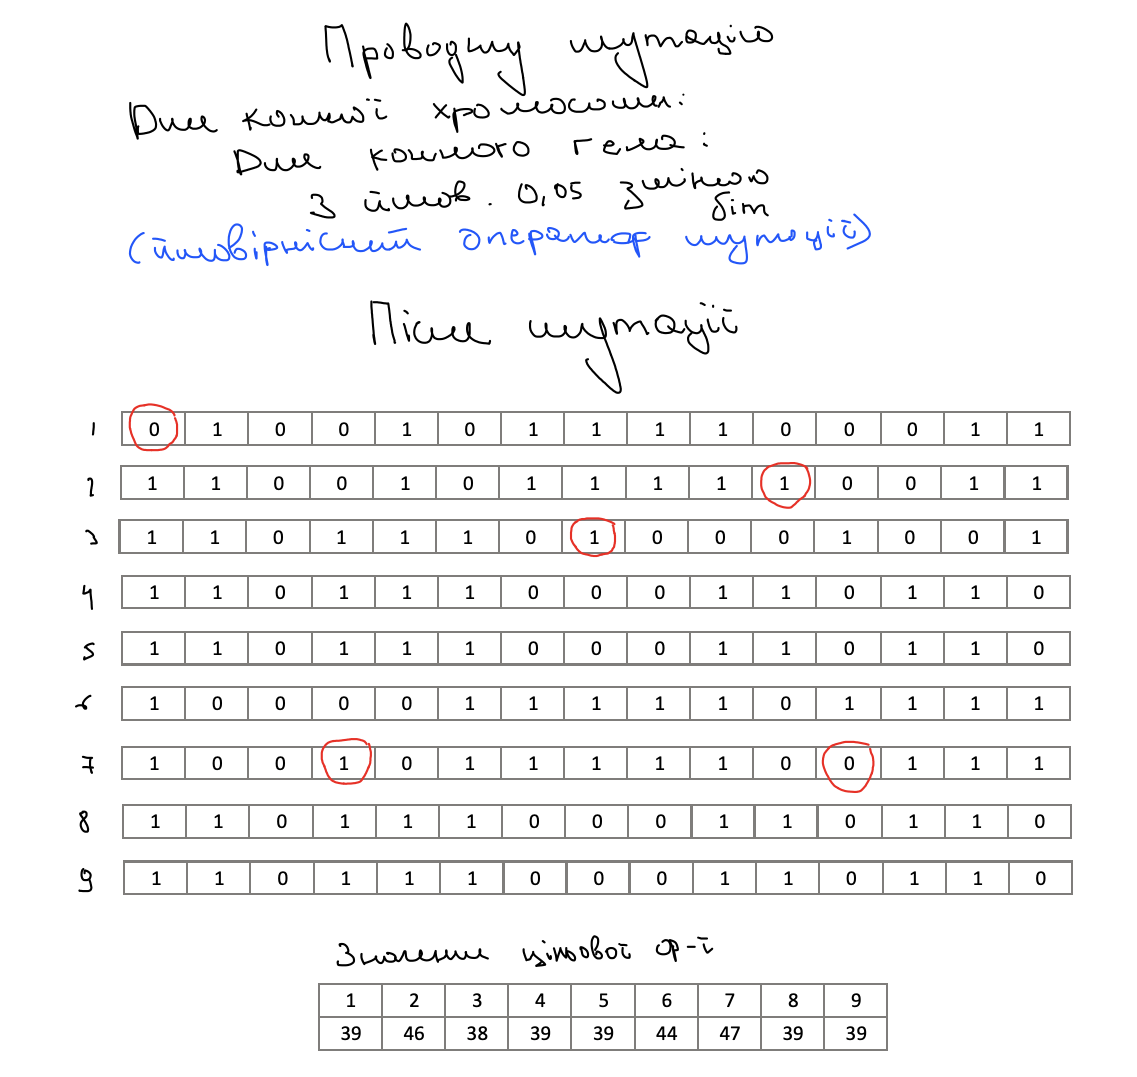 Проводжу мутацію
Для кожної хромосоми:
Для кожного гена:
З ймов. 0,05 змінюю
біт
(ймовірнісний оператор мутації)
Після мутації
1 0 1 0 0 1 0 1 1 1 1 0 0 0 1 1
2 1 1 0 0 1 0 1 1 1 1 1 0 0 1 1
3 1 1 0 1 1 1 0 1 0 0 0 1 0 0 1
4 1 1 0 1 1 1 0 0 0 1 1 0 1 1 0
5 1 1 0 1 1 1 0 0 0 1 1 0 1 1 0
6 1 0 0 0 0 1 1 1 1 1 0 1 1 1 1
7 1 0 0 1 0 1 1 1 1 1 0 0 1 1 1
8 1 1 0 1 1 1 0 0 0 1 1 0 1 1 0
9 1 1 0 1 1 1 0 0 0 1 1 0 1 1 0
Значення цільової ф-ї
1 2 3 4 5 6 7 8 9
39 46 38 39 39 44 47 39 39